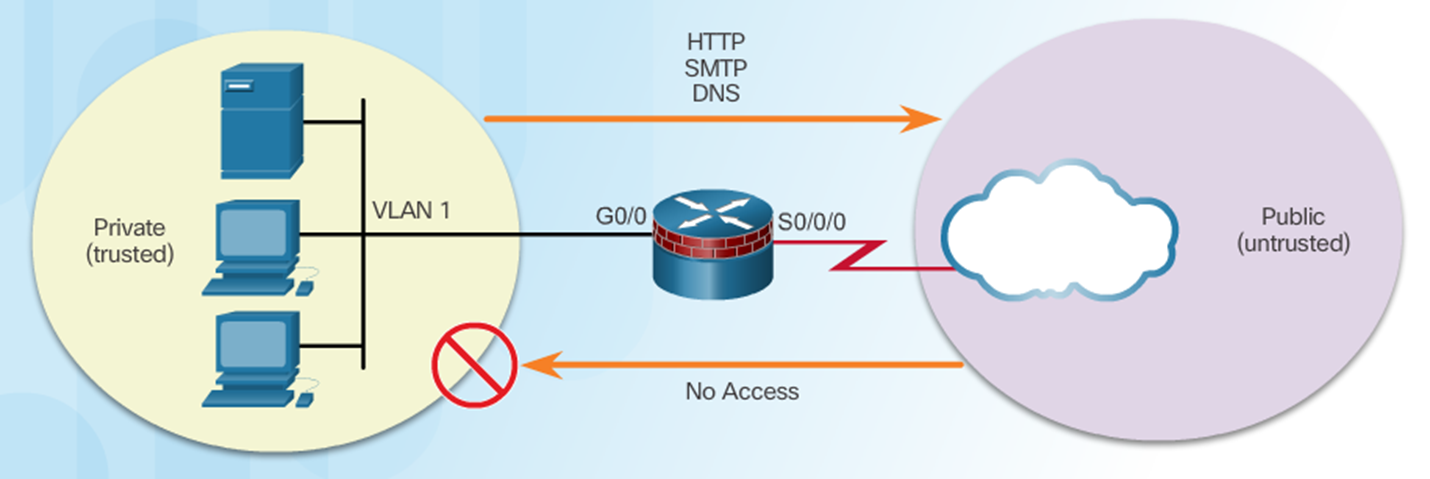 HTTP
SMTP
DNS
Private
(trusted)
VLAN 1
G0/0
S0/0/0
Public
(untrusted)
No Access